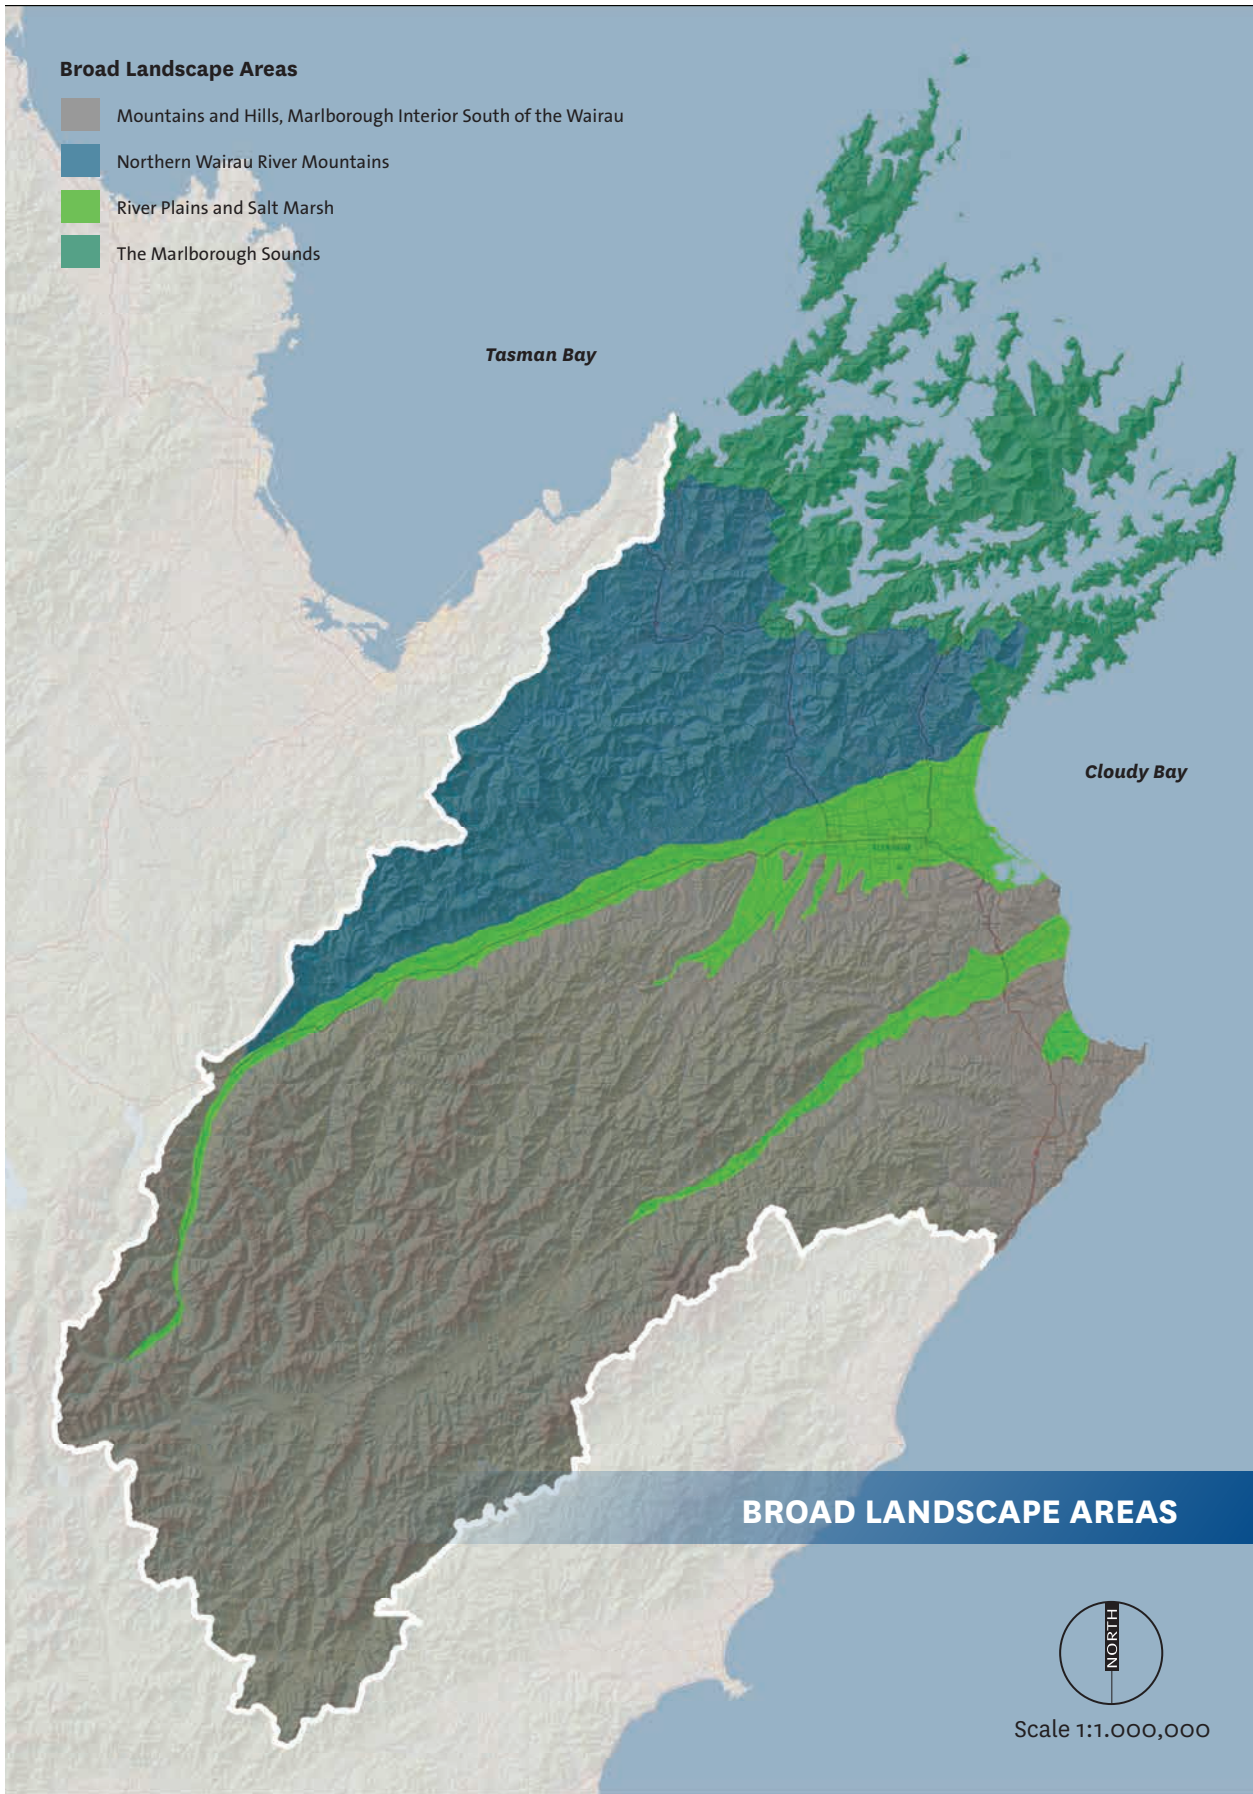 Broad Landscape Areas
Mountains and Hills, Marlborough Interior South of the Wairau
Northern Wairau River Mountains
River Plains and Salt Marsh
The Marlborough Sounds
Tasman Bay
Cloudy Bay
BROAD LANDSCAPE AREAS
NORTH
Scale 1:1.000,000